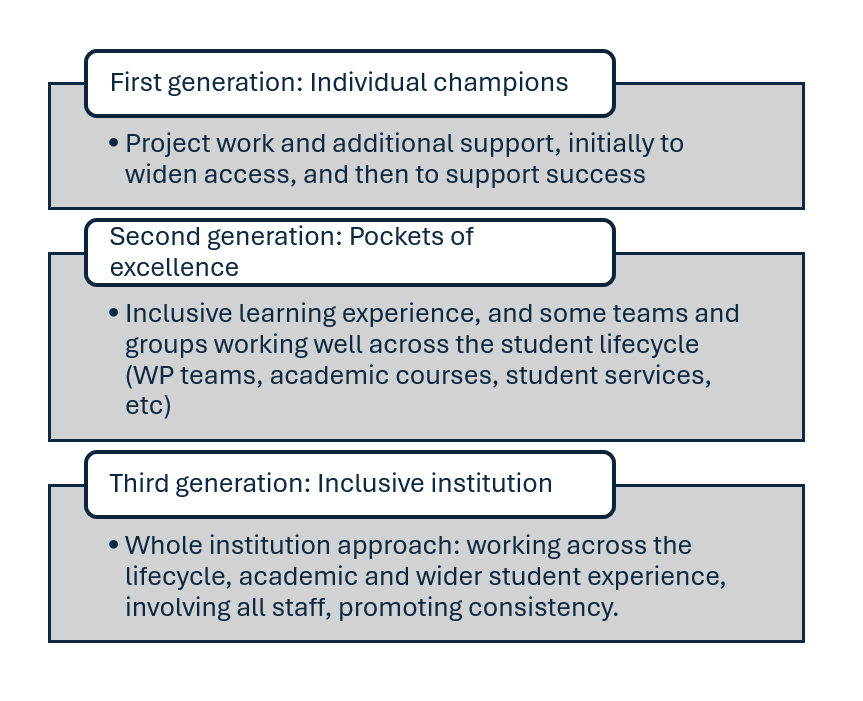 First generation: Individual champions
• Project work and additional support, initially to
widen access, and then to support success
Second generation: Pockets of
excellence
• Inclusive learning experience, and some teams and
groups working well across the student lifecycle
(WP teams, academic courses, student services,
etc)
Third generation: Inclusive institution
• Whole institution approach: working across the
lifecycle, academic and wider student experience,
involving all staff, promoting consistency.